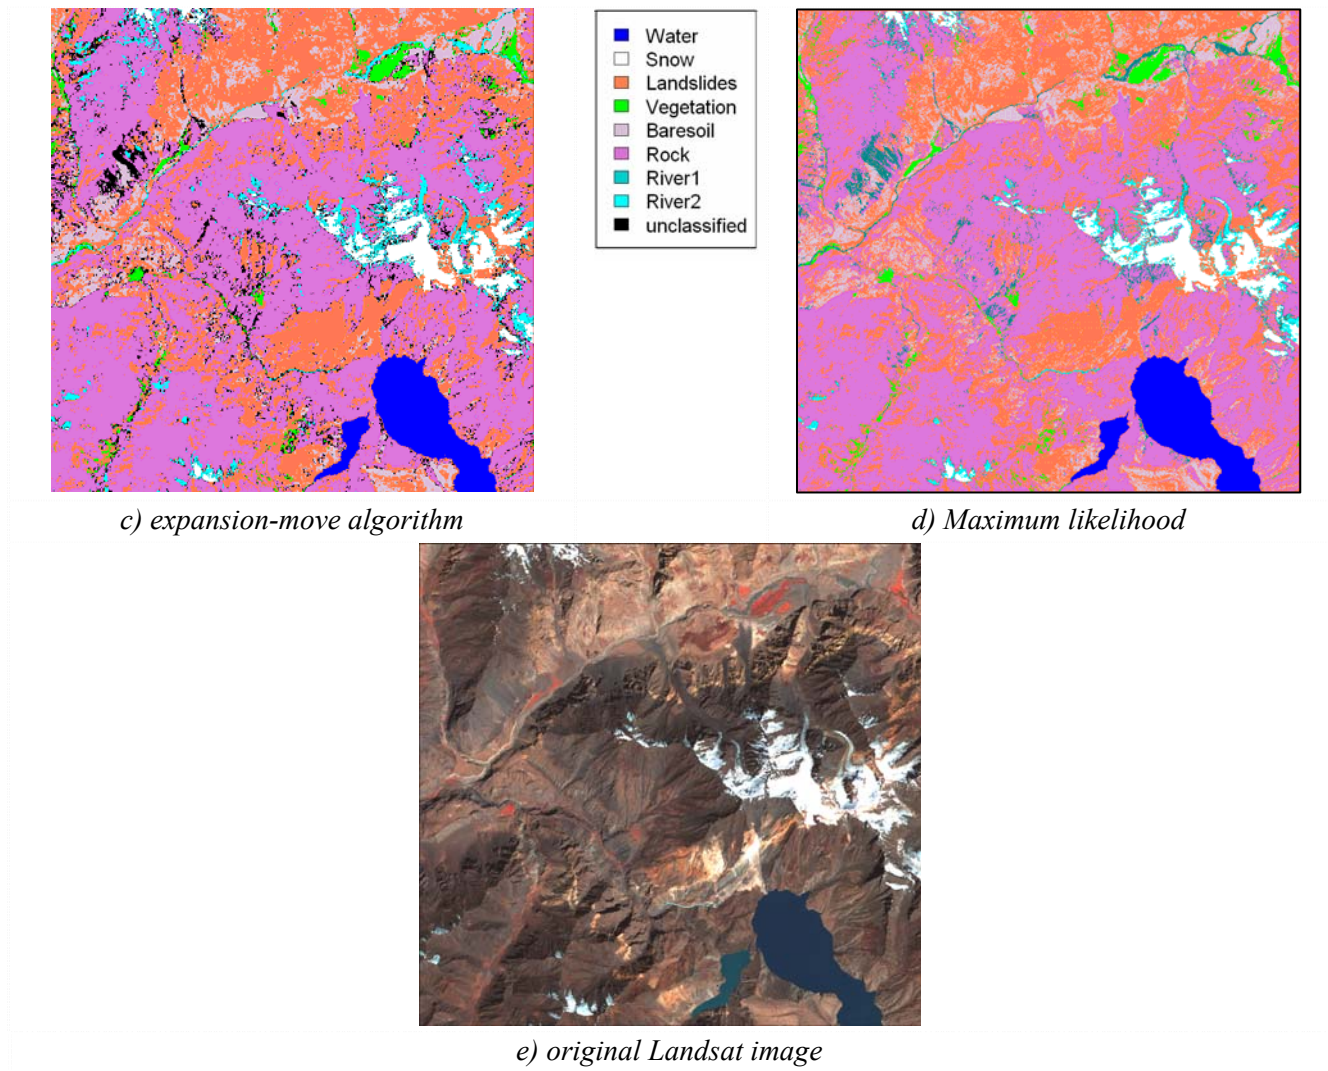 Water
Snow
Landslides
Vegetation
Baresoil
Rock
River1
River2
unclassified
c) expansion-move algorithm
d) Maximum likelihood
e) original Landsat image